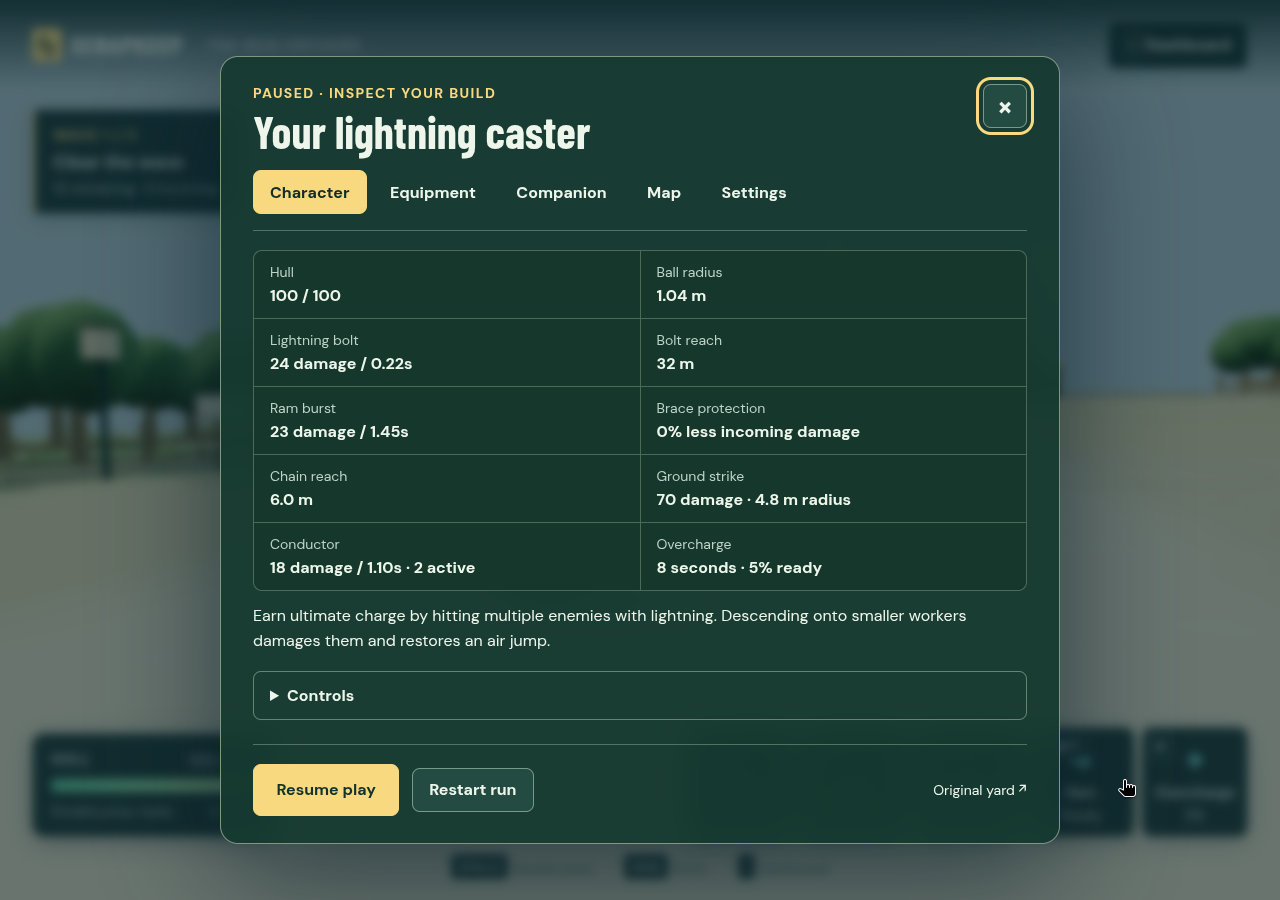 PAUSED · INSPECT YOUR BUILD
Your lightning caster
×
Character Equipment Companion Map Settings
Hull
100 / 100
Ball radius
1.04 m
Lightning bolt
24 damage / 0.22s
Bolt reach
32 m
Ram burst
23 damage / 1.45s
Brace protection
0% less incoming damage
Chain reach
6.0 m
Ground strike
70 damage · 4.8 m radius
Conductor
18 damage / 1.10s · 2 active
Overcharge
8 seconds · 5% ready
Earn ultimate charge by hitting multiple enemies with lightning. Descending onto smaller workers
damages them and restores an air jump.
▶ Controls
Resume play
Restart run
Original yard ↗